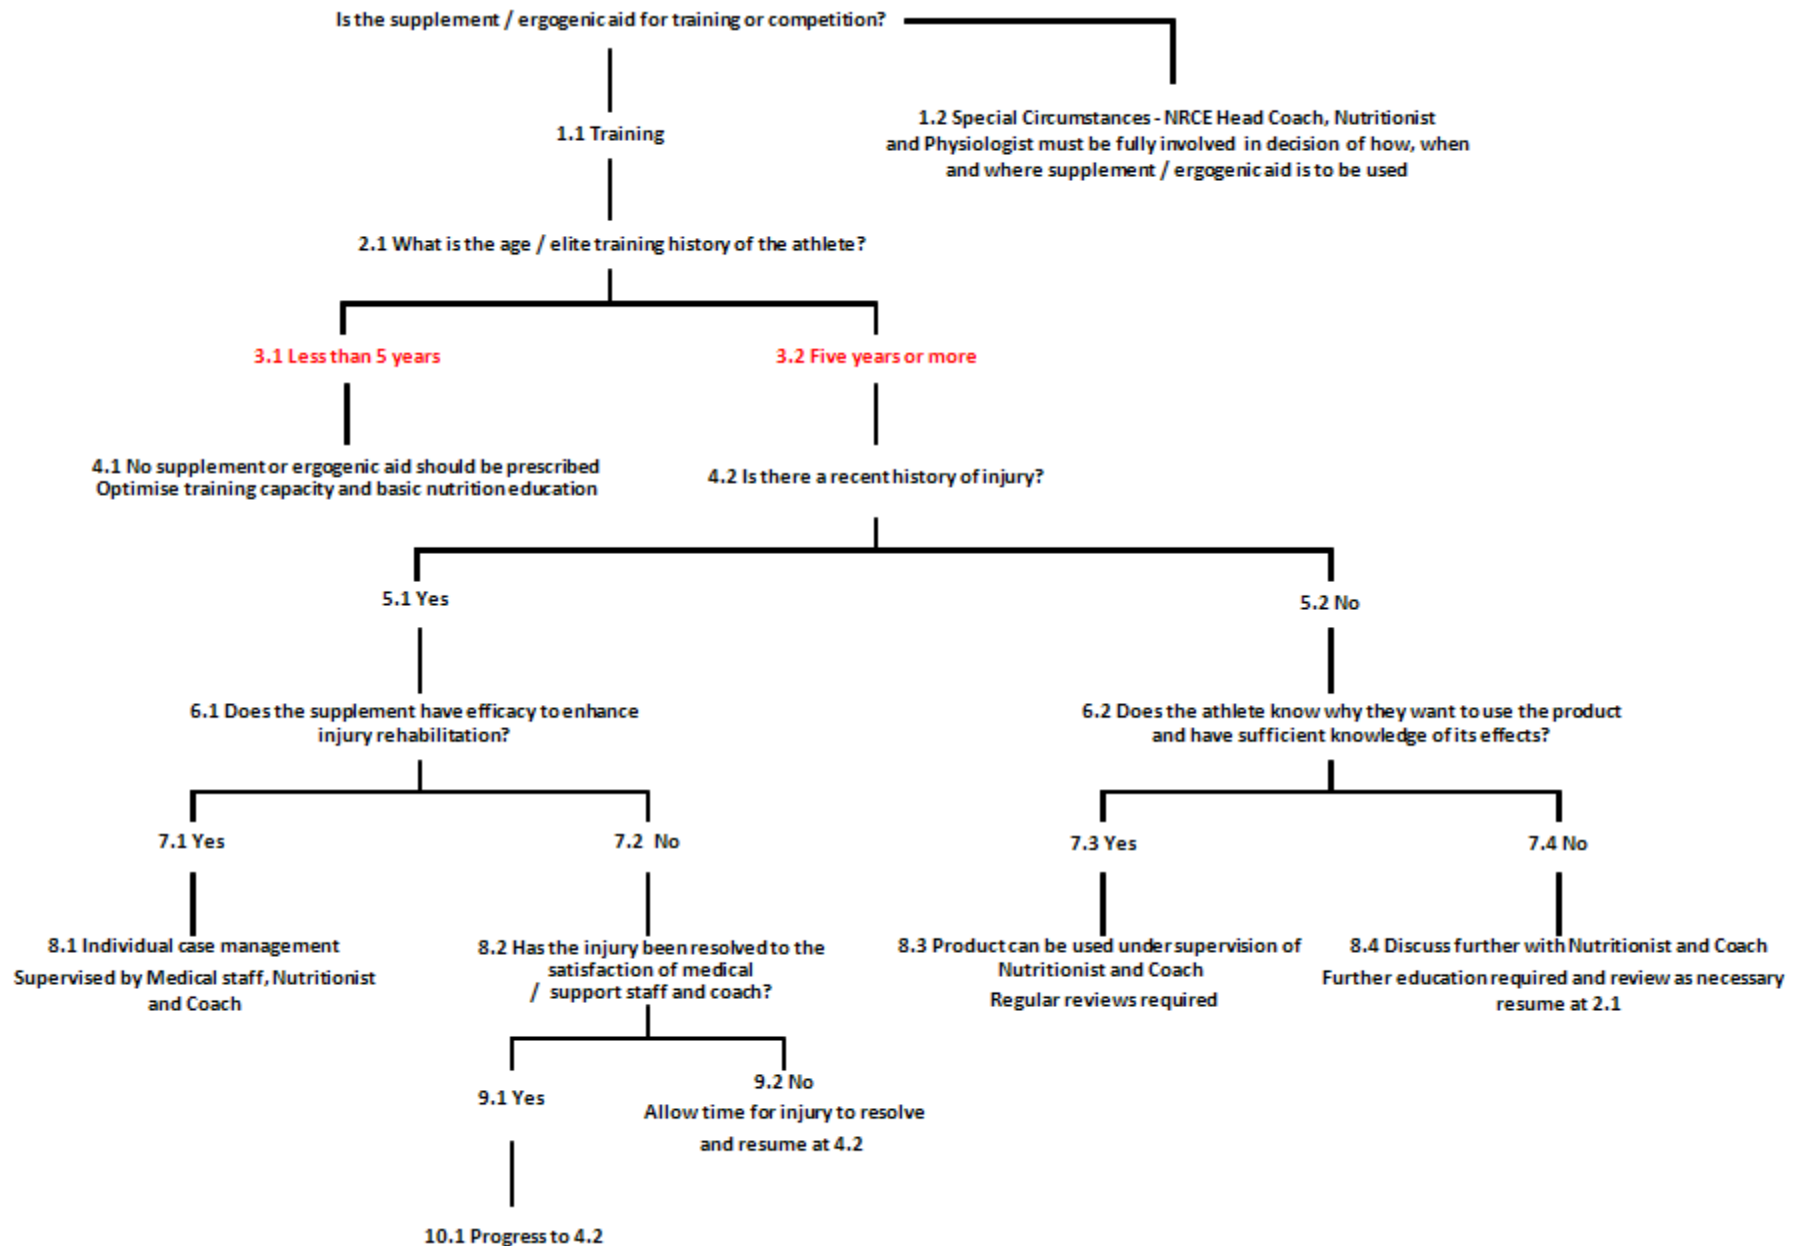 Is the supplement / ergogenic aid for training or competition?
1.2 Special Circumstances - NRCE Head Coach, Nutritionist
and Physiologist must be fully involved in decision of how, when
and where supplement / ergogenic aid is to be used
1.1 Training
2.1 What is the age / elite training history of the athlete?
3.1 Less than 5 years
3.2 Five years or more
4.1 No supplement or ergogenic aid should be prescribed
Optimise training capacity and basic nutrition education
4.2 Is there a recent history of injury?
5.1 Yes
5.2 No
6.1 Does the supplement have efficacy to enhance
injury rehabilitation?
6.2 Does the athlete know why they want to use the product
and have sufficient knowledge of its effects?
7.1 Yes
7.2 No
7.3 Yes
7.4 No
8.1 Individual case management
Supervised by Medical staff, Nutritionist
and Coach
8.2 Has the injury been resolved to the
satisfaction of medical
/ support staff and coach?
8.3 Product can be used under supervision of
Nutritionist and Coach
Regular reviews required
8.4 Discuss further with Nutritionist and Coach
Further education required and review as necessary
resume at 2.1
9.1 Yes
9.2 No
Allow time for injury to resolve
and resume at 4.2
10.1 Progress to 4.2